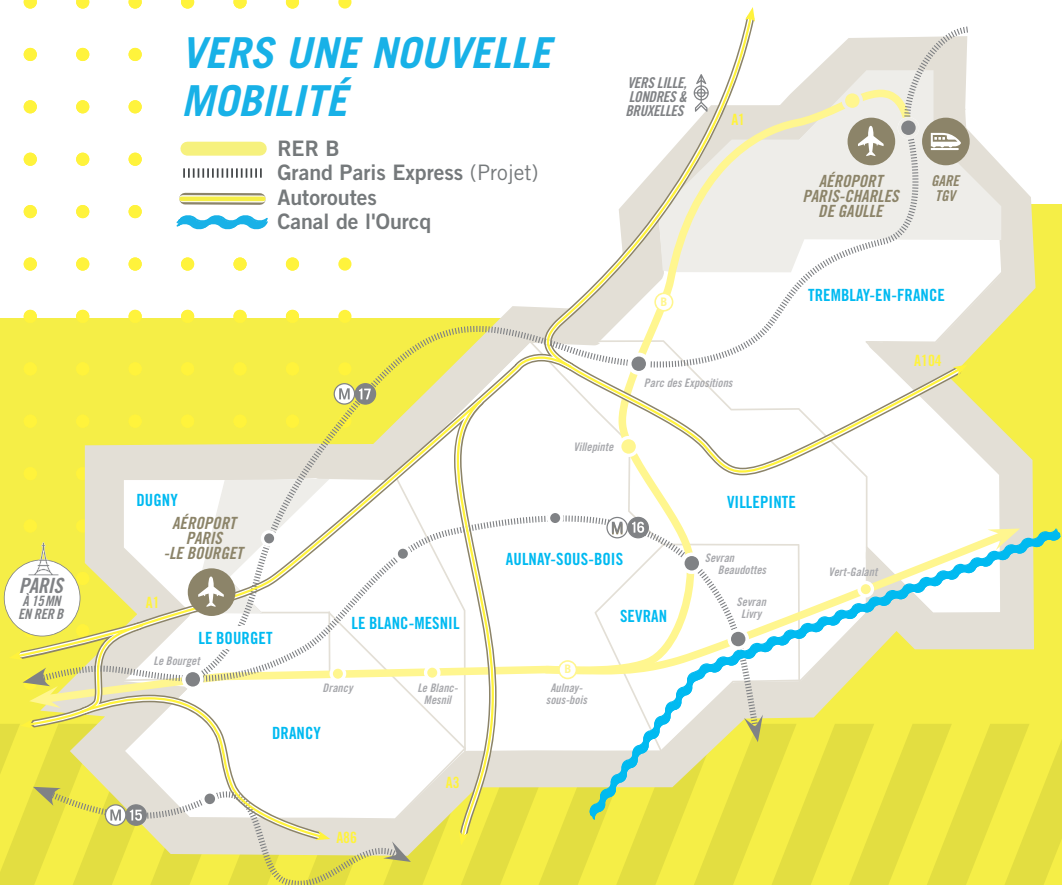 VERS UNE NOUVELLE
MOBILITÉ
RER B
Grand Paris Express (Projet)
Autoroutes
Canal de l'Ourcq
VERS LILLE,
LONDRES &
BRUXELLES
A1
AÉROPORT
PARIS-CHARLES
DE GAULLE
GARE
TGV
TREMBLAY-EN-FRANCE
B
A104
Parc des Expositions
M 17
Villepinte
VILLEPINTE
DUGNY
AÉROPORT
PARIS
-LE BOURGET
M 16
AULNAY-SOUS-BOIS
Sevran
Beaudottes
Vert-Galant
PARIS
À 15 MN
EN RER B
A1
SEVRAN
Sevran
Livry
LE BLANC-MESNIL
LE BOURGET
Le Bourget
Drancy
Le Blanc-
Mesnil
B
Aulnay-
sous-bois
DRANCY
A3
M 15
A86